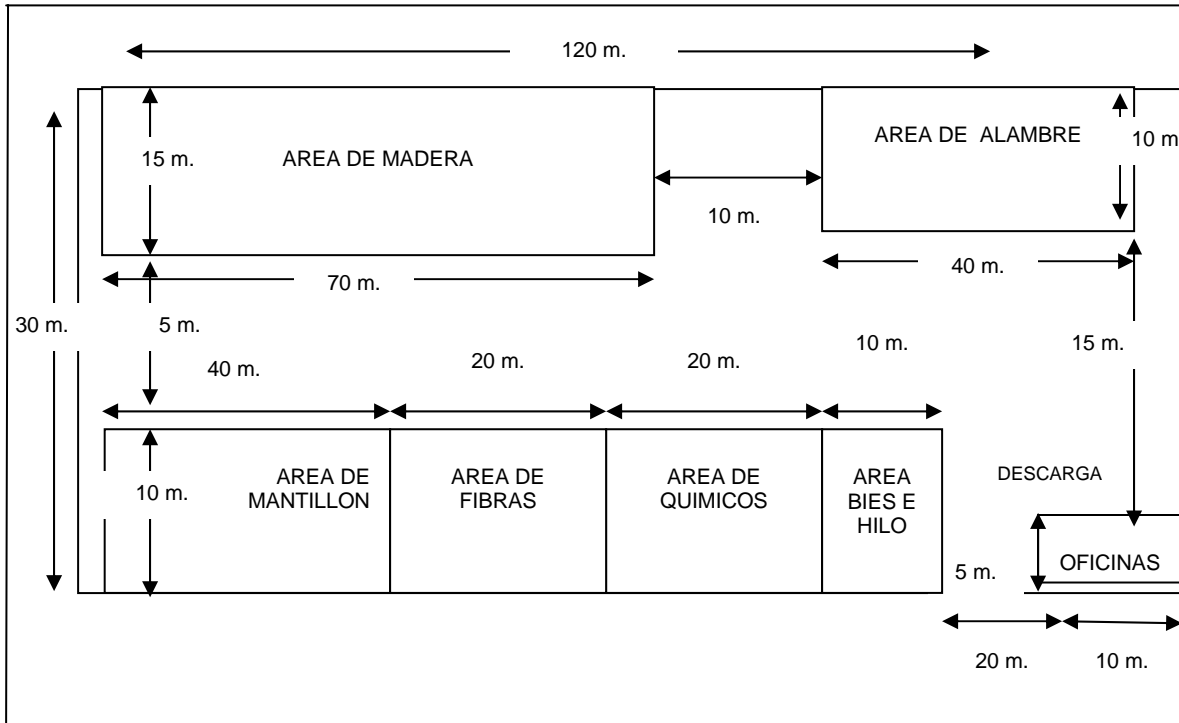 120 m.
15 m.
AREA DE MADERA
AREA DE ALAMBRE
10 m
10 m.
70 m.
40 m.
30 m.
5 m.
15 m.
40 m.
20 m.
20 m.
10 m.
10 m.
AREA DE
MANTILLON
AREA DE
FIBRAS
AREA DE
QUIMICOS
AREA
BIES E
HILO
DESCARGA
5 m.
OFICINAS
20 m.
10 m.